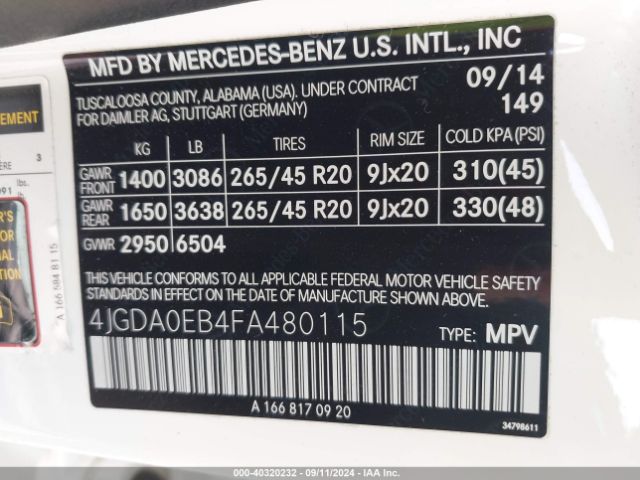 MFD BY MERCEDES-BENZ U.S. INTL., INC
TUSCALOOSA COUNTY, ALABAMA (USA). UNDER CONTRACT
FOR DAIMLER AG, STUTTGART (GERMANY)
09/14
149
KG LB TIRES RIM SIZE COLD KPA (PSI)
GAWR FRONT 1400 3086 265/45 R20 9Jx20 310(45)
GAWR REAR 1650 3638 265/45 R20 9Jx20 330(48)
GVWR 2950 6504
THIS VEHICLE CONFORMS TO ALL APPLICABLE FEDERAL MOTOR VEHICLE SAFETY
STANDARDS IN EFFECT ON THE DATE OF MANUFACTURE SHOWN ABOVE.
4JGDA0EB4FA480115 TYPE: MPV
A 166 817 09 20
34798611
A 166 584 81 15
EMENT
3
lbs.
000-40320232 - 09/11/2024 - IAA Inc.